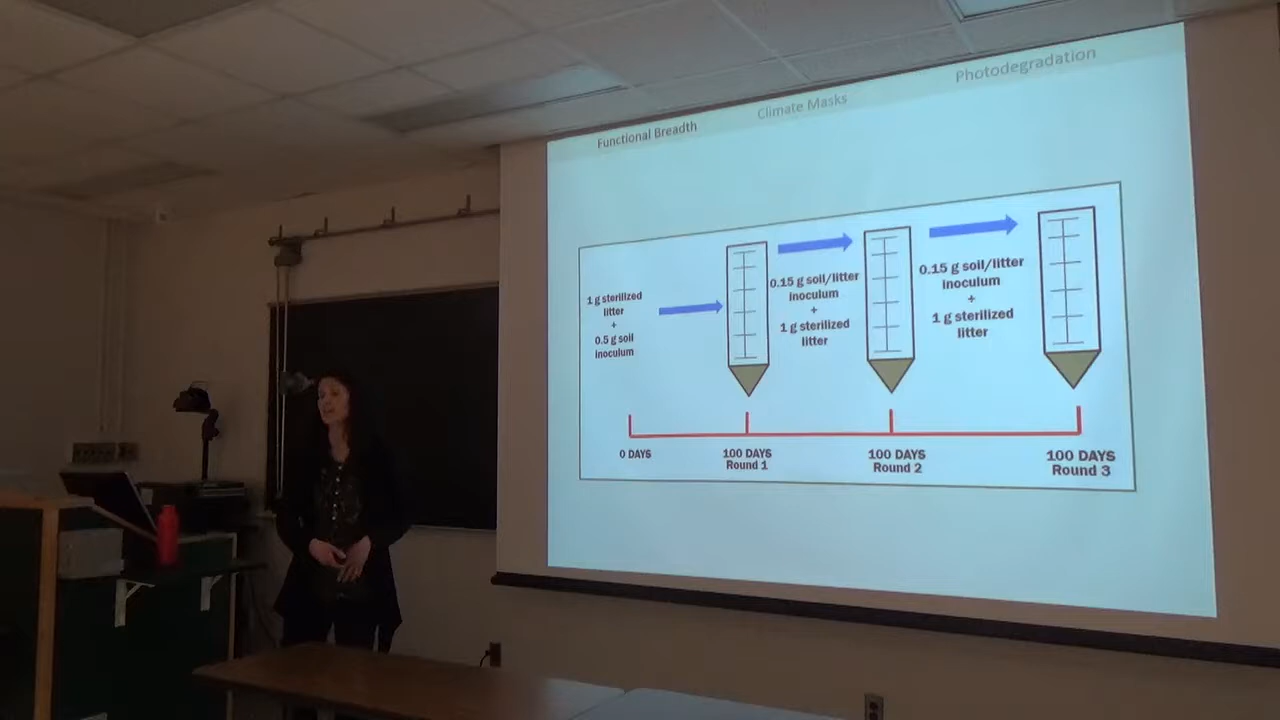 Functional Breadth
Climate Masks
Photodegradation
1 g sterilized
litter
+
0.5 g soil
inoculum
0.15 g soil/litter
inoculum
+
1 g sterilized
litter
0.15 g soil/litter
inoculum
+
1 g sterilized
litter
0 DAYS
100 DAYS
Round 1
100 DAYS
Round 2
100 DAYS
Round 3